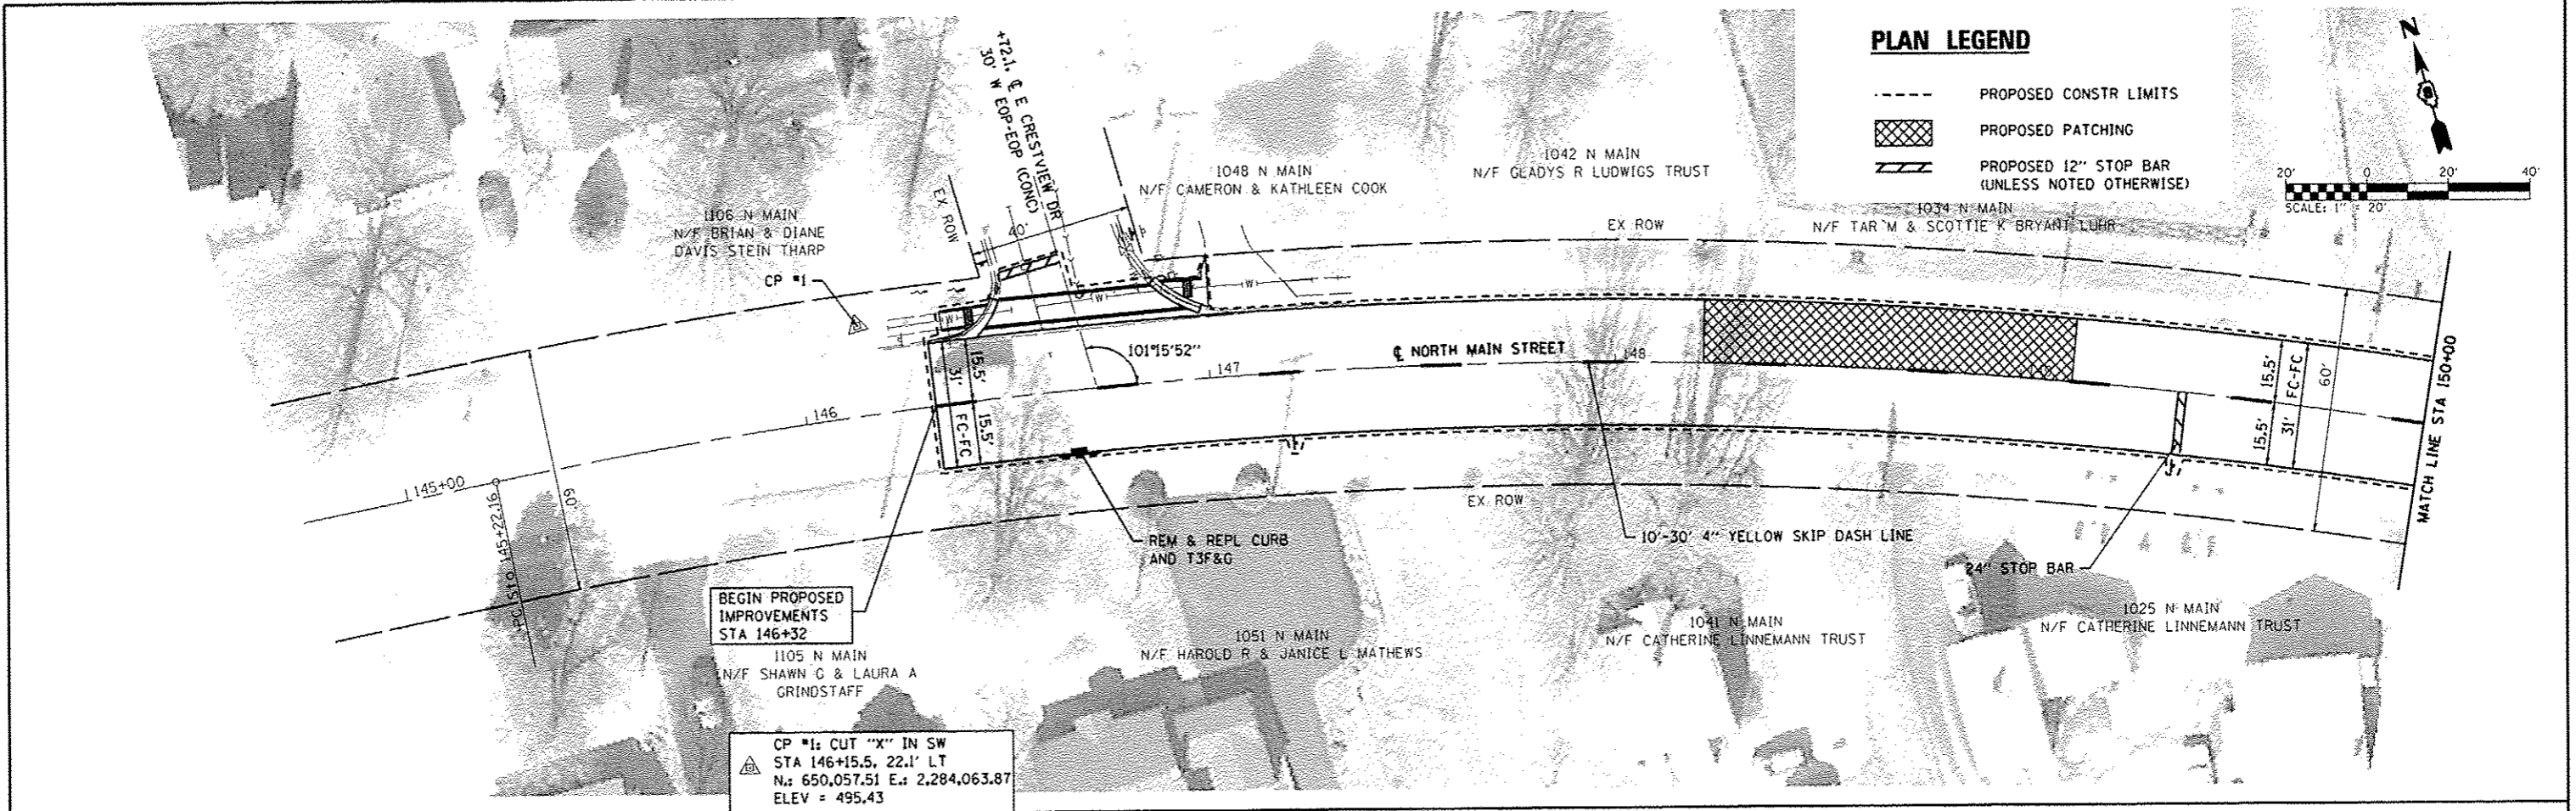 PLAN LEGEND
PROPOSED CONSTR LIMITS
PROPOSED PATCHING
PROPOSED 12" STOP BAR
(UNLESS NOTED OTHERWISE)
N
20' 0 20' 40'
SCALE: 1" = 20'
+72.1, ℄ E CRESTVIEW DR
30' W EOP-EOP (CONC)
EX ROW
40'
1106 N MAIN
N/F BRIAN & DIANE
DAVIS STEIN THARP
CP #1
1048 N MAIN
N/F CAMERON & KATHLEEN COOK
1042 N MAIN
N/F GLADYS R LUDWIGS TRUST
EX ROW
1034 N MAIN
N/F TAR M & SCOTTIE K BRYANT LUHR
W
W
W
101°15'52"
℄ NORTH MAIN STREET
145+00
146
147
148
15.5'
31'
FC-FC
15.5'
15.5'
FC-FC
60'
15.5'
31'
MATCH LINE STA 150+00
60'
PC STA 145+22.16
EX ROW
REM & REPL CURB
AND T3F&G
10'-30' 4" YELLOW SKIP DASH LINE
24" STOP BAR
BEGIN PROPOSED
IMPROVEMENTS
STA 146+32
1105 N MAIN
N/F SHAWN G & LAURA A
GRINDSTAFF
1051 N MAIN
N/F HAROLD R & JANICE L MATHEWS
1041 N MAIN
N/F CATHERINE LINNEMANN TRUST
1025 N MAIN
N/F CATHERINE LINNEMANN TRUST
CP #1: CUT "X" IN SW
STA 146+15.5, 22.1' LT
N.: 650,057.51 E.: 2,284,063.87
ELEV = 495.43